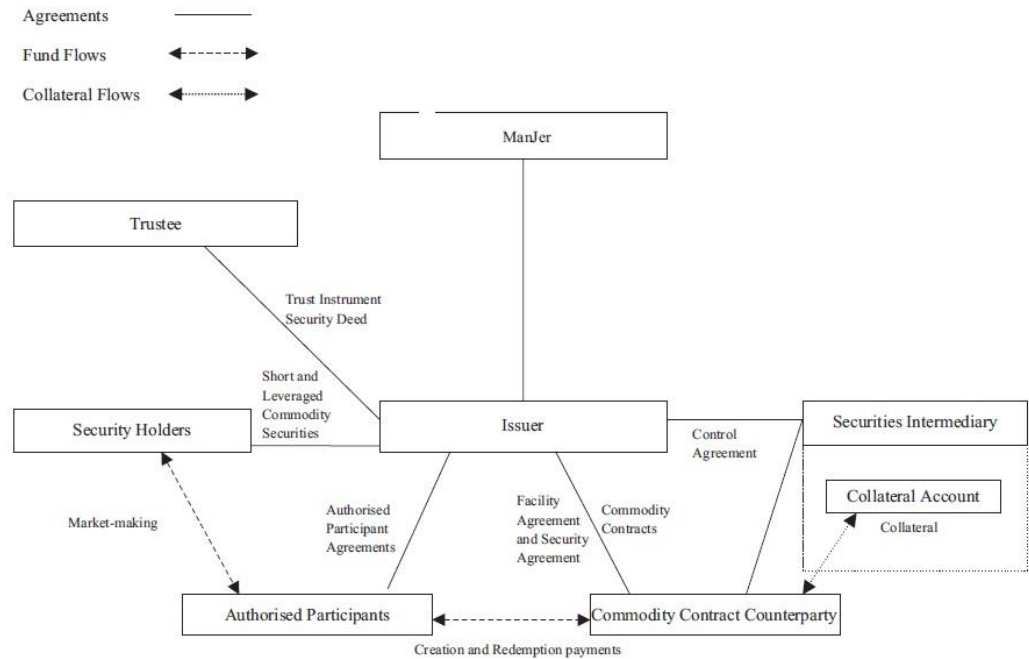 Agreements
Fund Flows
Collateral Flows
ManJer
Trustee
Trust Instrument
Security Deed
Short and
Leveraged
Commodity
Securities
Security Holders
Issuer
Securities Intermediary
Control
Agreement
Collateral Account
Collateral
Market-making
Authorised
Participant
Agreements
Facility
Agreement
and Security
Agreement
Commodity
Contracts
Authorised Participants
Commodity Contract Counterparty
Creation and Redemption payments